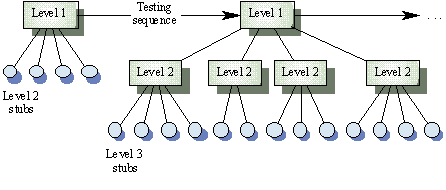 Level 1
Testing
sequence
Level 1
. . .
Level 2
Level 2
Level 2
Level 2
Level 2
stubs
Level 3
stubs